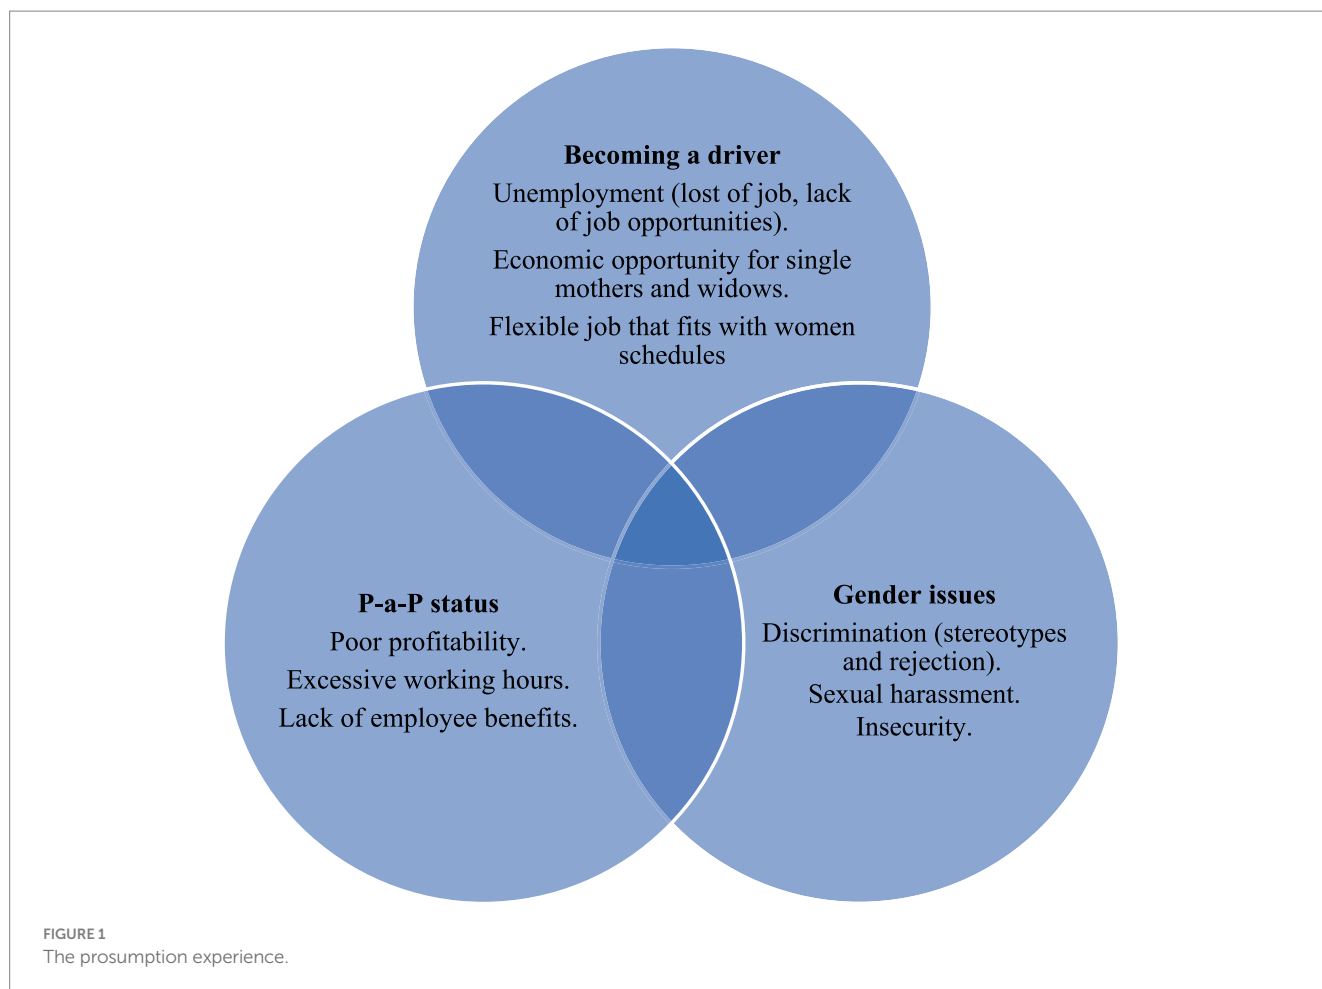 Becoming a driver
Unemployment (lost of job, lack
of job opportunities).
Economic opportunity for single
mothers and widows.
Flexible job that fits with women
schedules
P-a-P status
Poor profitability.
Excessive working hours.
Lack of employee benefits.
Gender issues
Discrimination (stereotypes
and rejection).
Sexual harassment.
Insecurity.
FIGURE 1
The prosumption experience.